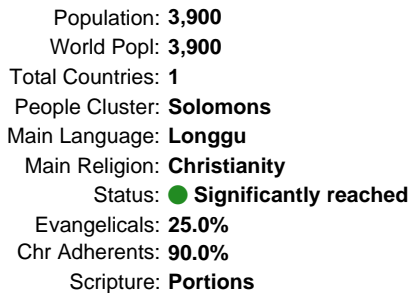 Population: 3,900
World Popl: 3,900
Total Countries: 1
People Cluster: Solomons
Main Language: Longgu
Main Religion: Christianity
Status: Significantly reached
Evangelicals: 25.0%
Chr Adherents: 90.0%
Scripture: Portions